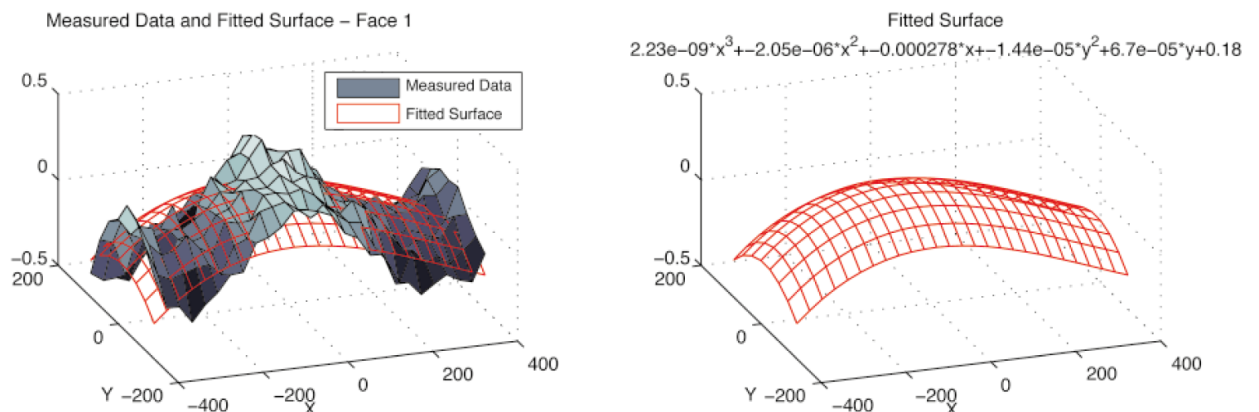 Measured Data and Fitted Surface – Face 1
Measured Data
Fitted Surface
0.5
0
−0.5
200
0
Y −200
−400
−200
X
0
200
400
Fitted Surface
2.23e−09*x^3+−2.05e−06*x^2+−0.000278*x+−1.44e−05*y^2+6.7e−05*y+0.18
0.5
0
−0.5
200
0
Y −200
−400
−200
X
0
200
400